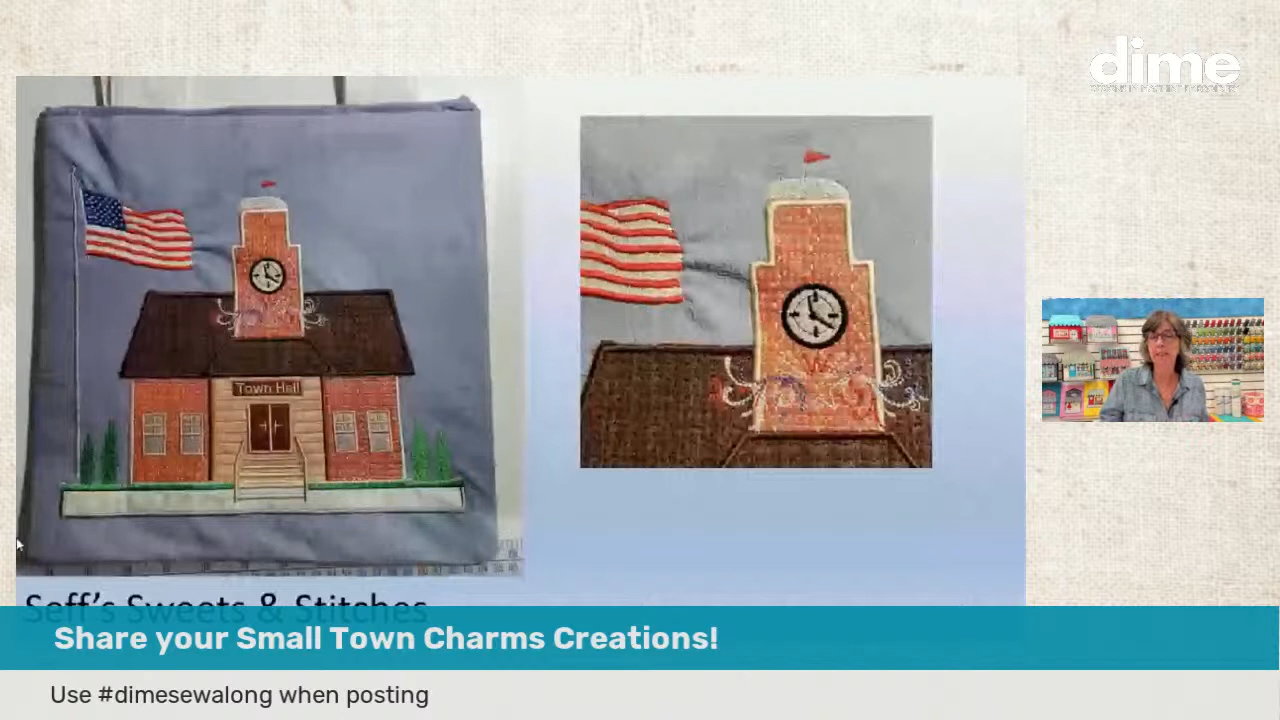 dime
Town Hall
Seff's Sweets & Stitches
Share your Small Town Charms Creations!
Use #dimesewalong when posting